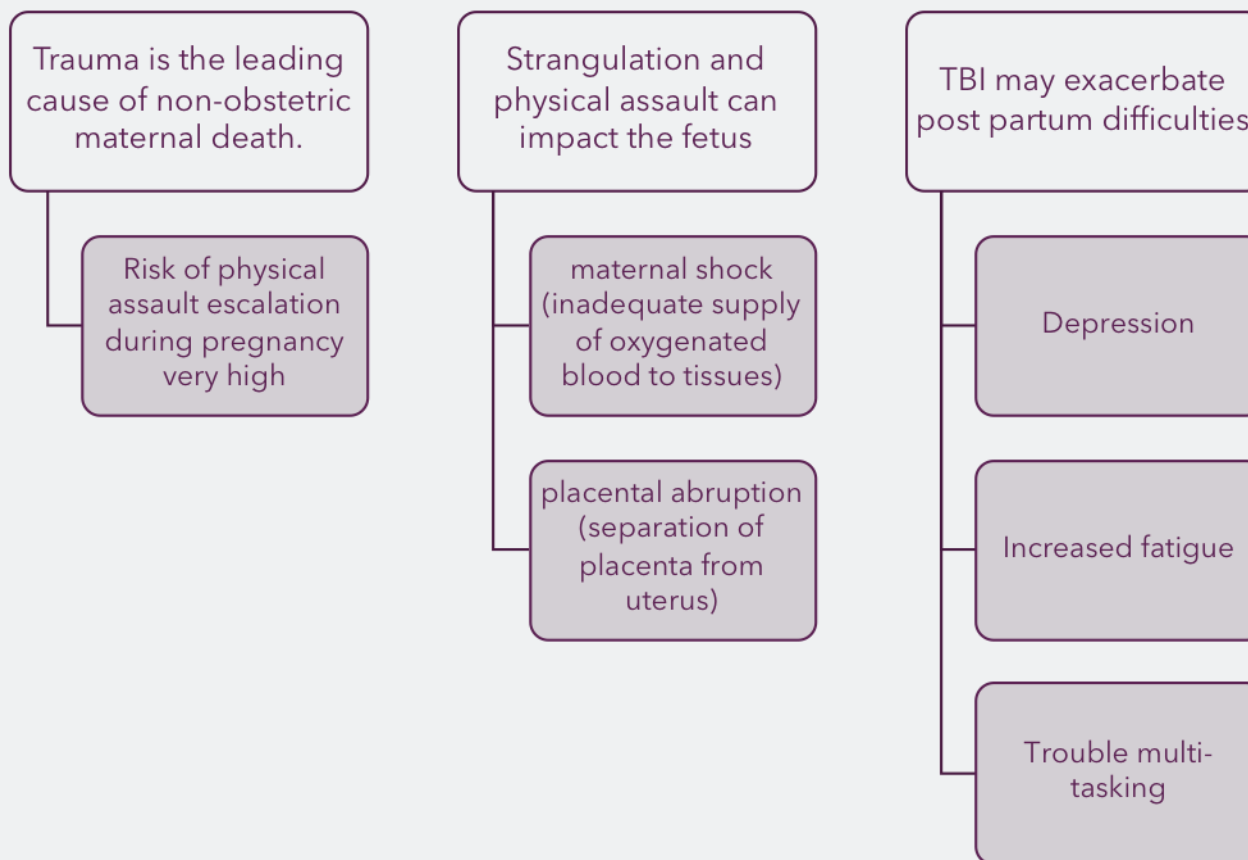 Trauma is the leading
cause of non-obstetric
maternal death.
Risk of physical
assault escalation
during pregnancy
very high
Strangulation and
physical assault can
impact the fetus
maternal shock
(inadequate supply
of oxygenated
blood to tissues)
placental abruption
(separation of
placenta from
uterus)
TBI may exacerbate
post partum difficulties
Depression
Increased fatigue
Trouble multi-
tasking